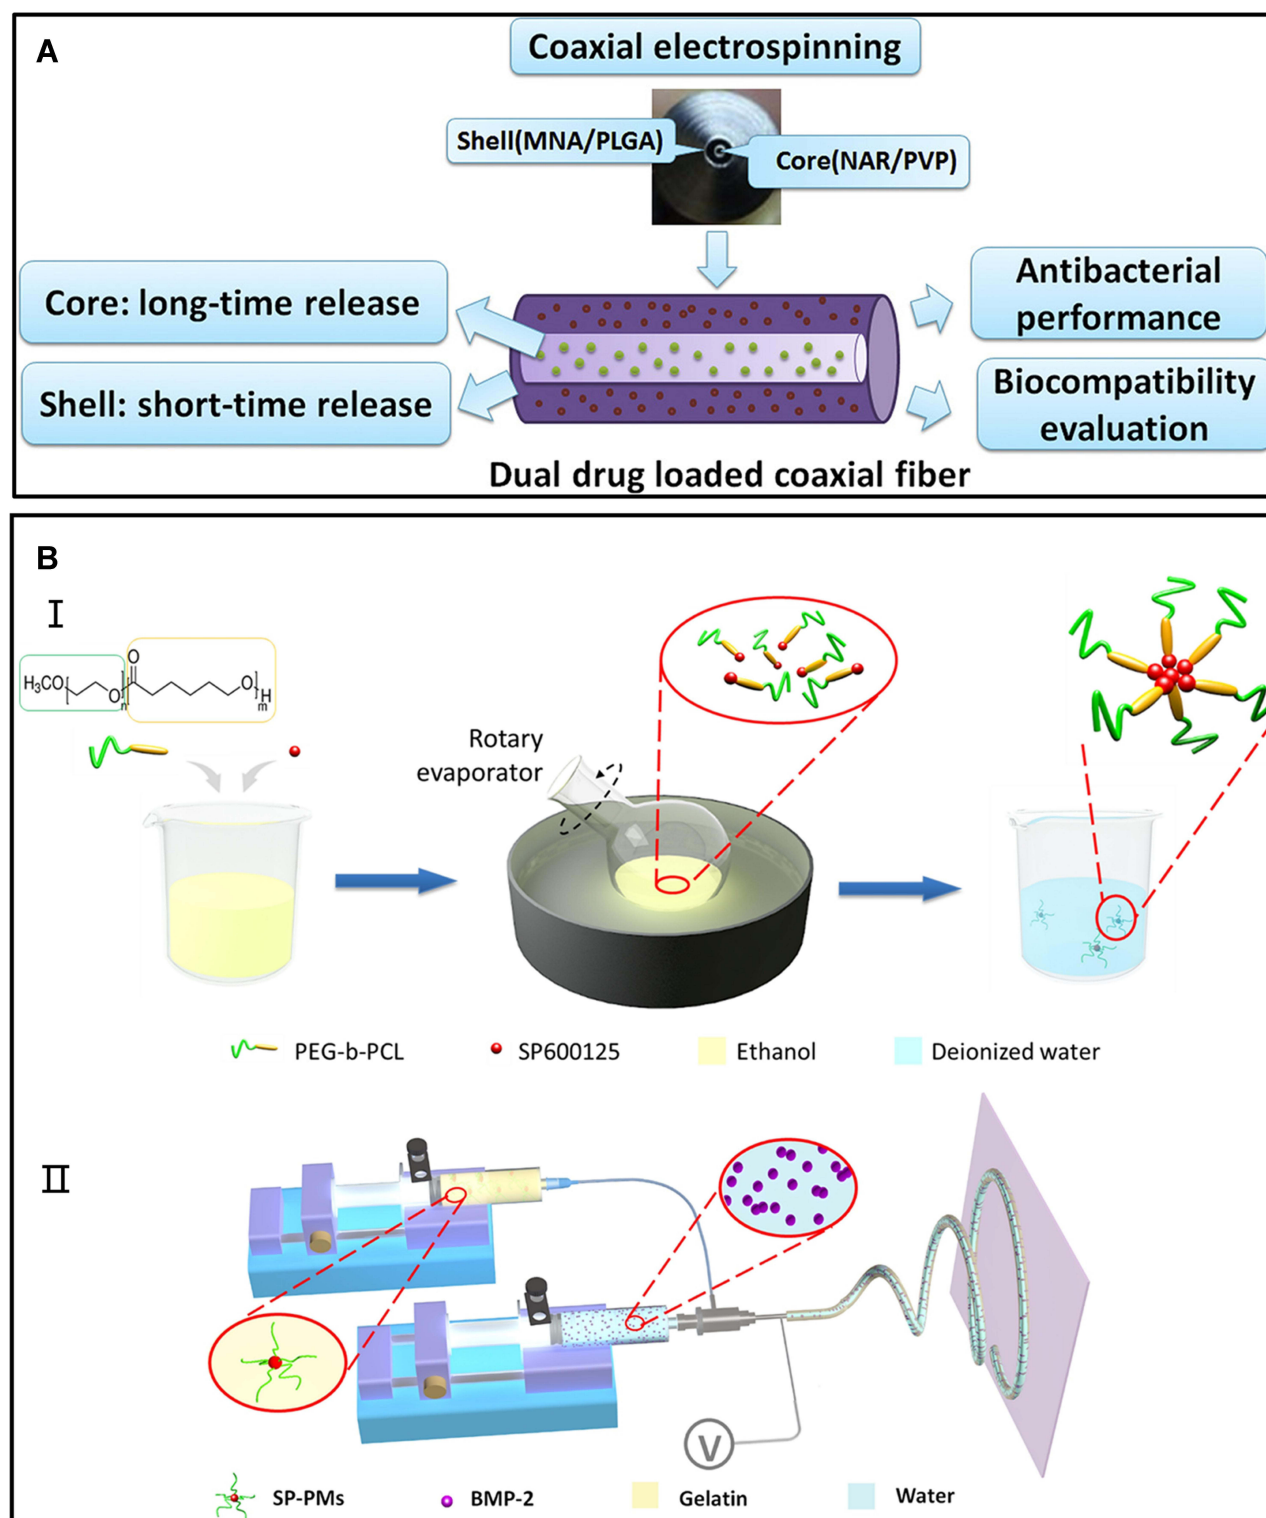 A
Coaxial electrospinning
Shell(MNA/PLGA)
Core(NAR/PVP)
Core: long-time release
Shell: short-time release
Antibacterial
performance
Biocompatibility
evaluation
Dual drug loaded coaxial fiber
B
I
H₃CO
O
n
O
O
H
m
Rotary
evaporator
PEG-b-PCL
SP600125
Ethanol
Deionized water
II
V
SP-PMs
BMP-2
Gelatin
Water